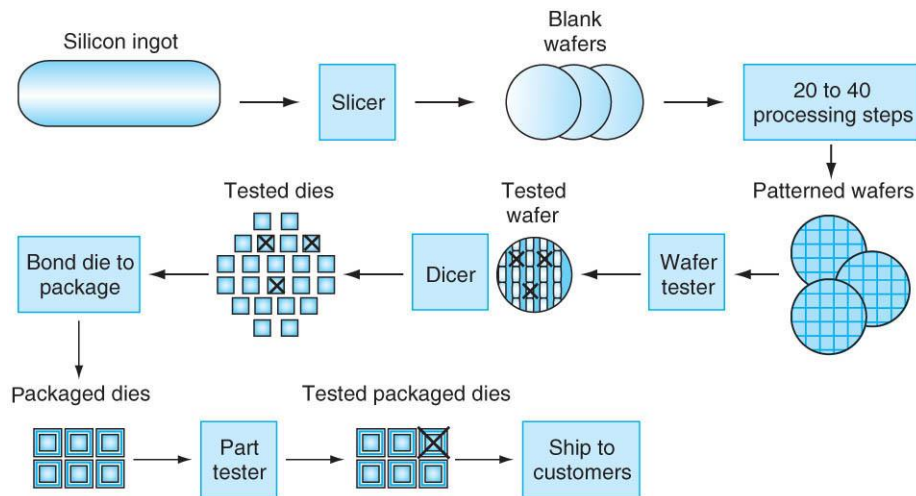 Silicon ingot
Slicer
Blank
wafers
20 to 40
processing steps
Patterned wafers
Wafer
tester
Tested
wafer
Dicer
Tested dies
Bond die to
package
Packaged dies
Part
tester
Tested packaged dies
Ship to
customers